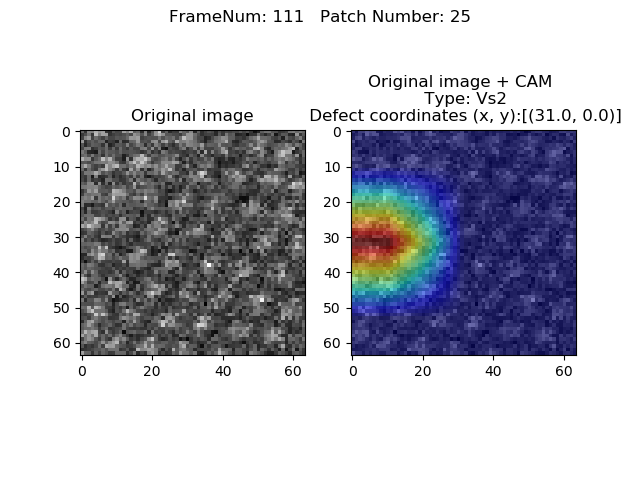 FrameNum: 111   Patch Number: 25
Original image
Original image + CAM
Type: Vs2
Defect coordinates (x, y):[(31.0, 0.0)]
0
10
20
30
40
50
60
0 20 40 60
0
10
20
30
40
50
60
0 20 40 60